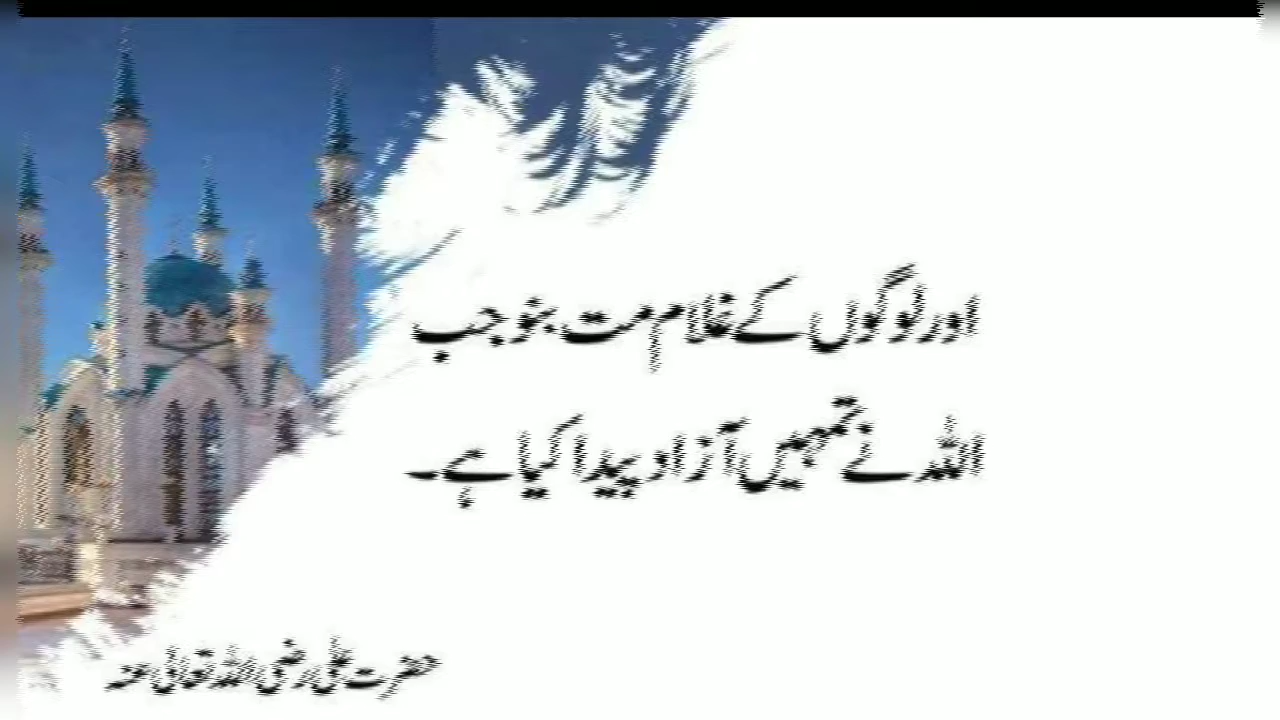 اور لوگوں کے غلام مت بنو جب
اللہ نے تمہیں آزاد پیدا کیا ہے۔
حضرت علی رضی اللہ تعالیٰ عنہ